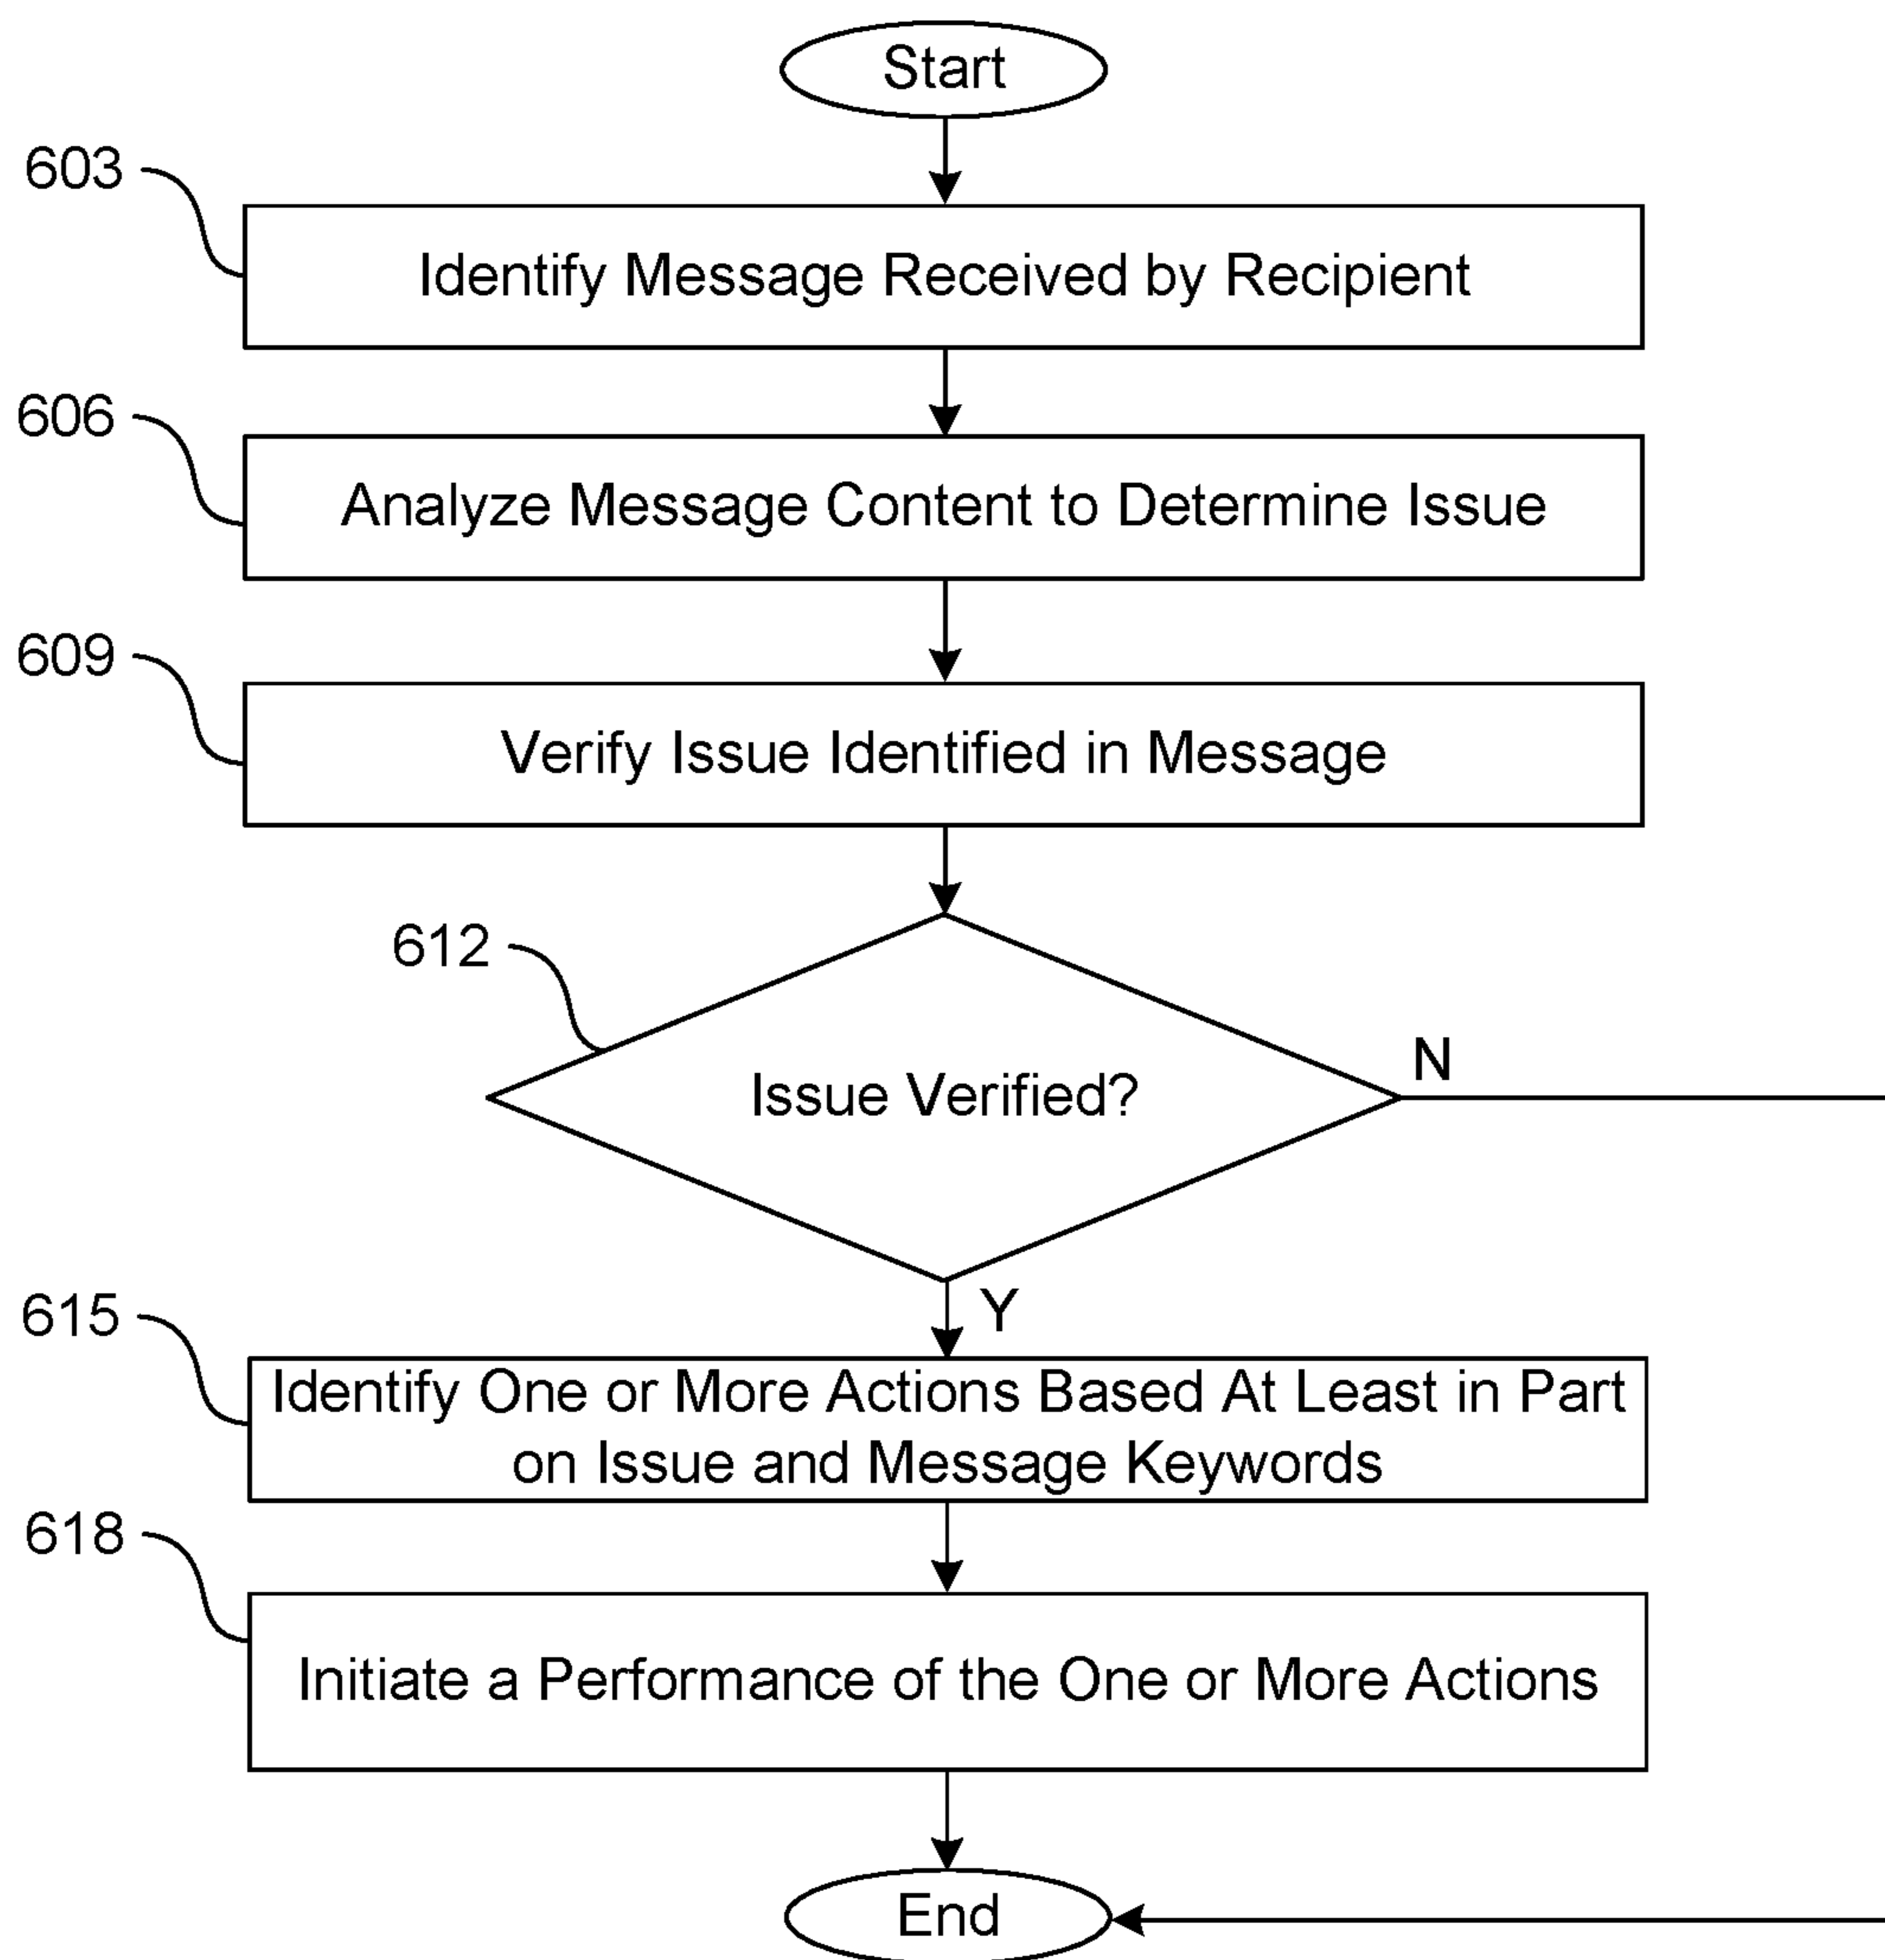 Start
603
Identify Message Received by Recipient
606
Analyze Message Content to Determine Issue
609
Verify Issue Identified in Message
612
Issue Verified?
N
Y
615
Identify One or More Actions Based At Least in Part
on Issue and Message Keywords
618
Initiate a Performance of the One or More Actions
End